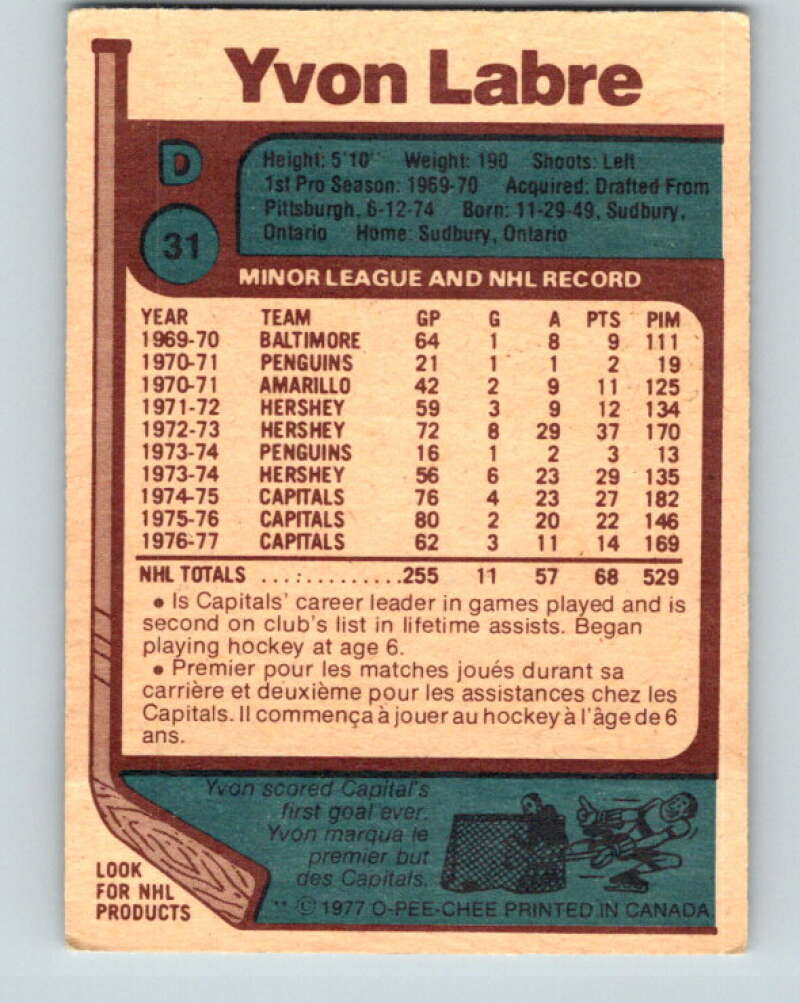 Yvon Labre
D
31
Height: 5'10" Weight: 190 Shoots: Left
1st Pro Season: 1969-70 Acquired: Drafted From
Pittsburgh, 6-12-74 Born: 11-29-49, Sudbury,
Ontario Home: Sudbury, Ontario
MINOR LEAGUE AND NHL RECORD
YEAR TEAM GP G A PTS PIM
1969-70 BALTIMORE 64 1 8 9 111
1970-71 PENGUINS 21 1 1 2 19
1970-71 AMARILLO 42 2 9 11 125
1971-72 HERSHEY 59 3 9 12 134
1972-73 HERSHEY 72 8 29 37 170
1973-74 PENGUINS 16 1 2 3 13
1973-74 HERSHEY 56 6 23 29 135
1974-75 CAPITALS 76 4 23 27 182
1975-76 CAPITALS 80 2 20 22 146
1976-77 CAPITALS 62 3 11 14 169
NHL TOTALS ..............255 11 57 68 529
• Is Capitals' career leader in games played and is
second on club's list in lifetime assists. Began
playing hockey at age 6.
• Premier pour les matches joués durant sa
carrière et deuxième pour les assistances chez les
Capitals. Il commença à jouer au hockey à l'âge de 6
ans.
Yvon scored Capital's
first goal ever.
Yvon marqua le
premier but
des Capitals.
LOOK
FOR NHL
PRODUCTS
** © 1977 O-PEE-CHEE PRINTED IN CANADA